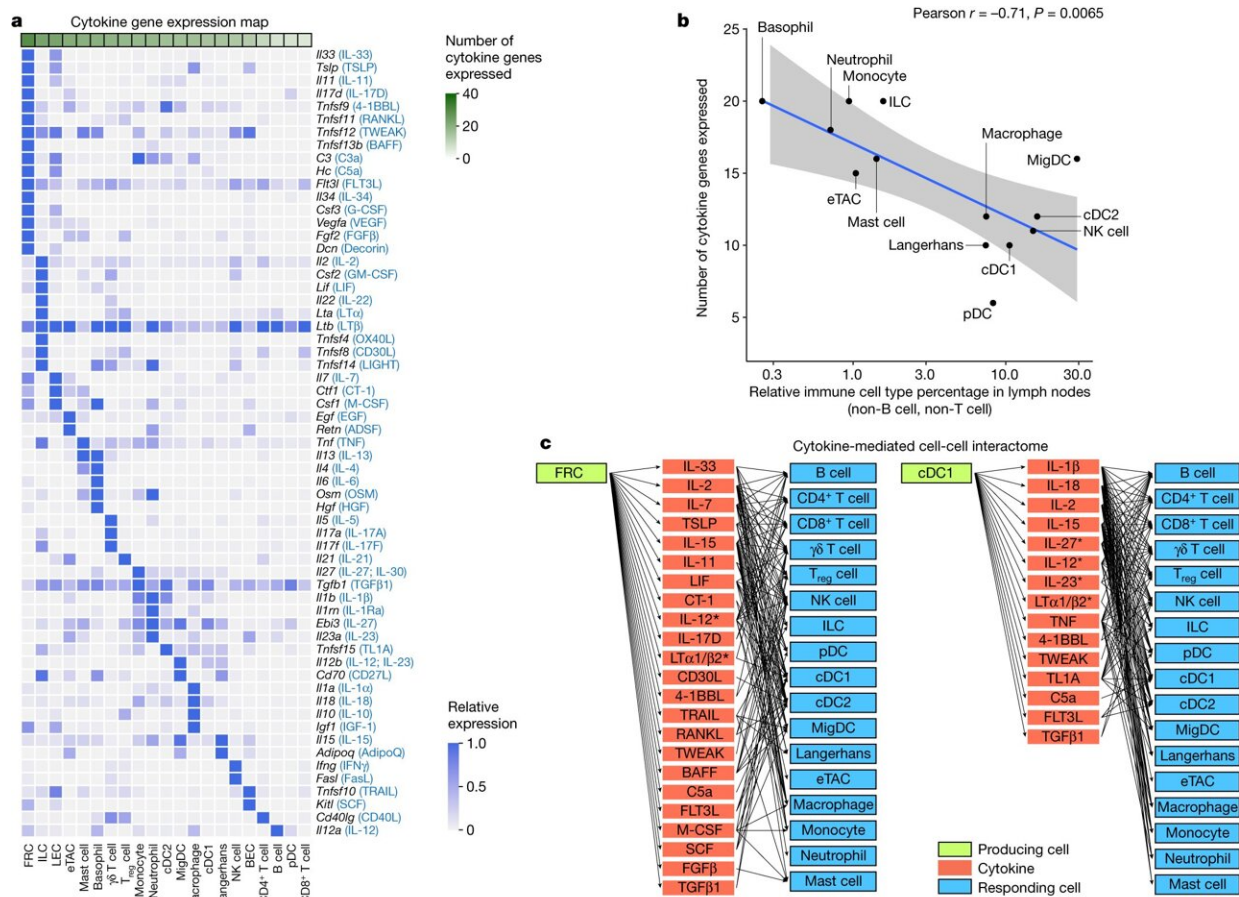 a
Cytokine gene expression map
Number of
cytokine genes
expressed
40
20
0
Il33 (IL-33)
Tslp (TSLP)
Il11 (IL-11)
Il17d (IL-17D)
Tnfsf9 (4-1BBL)
Tnfsf11 (RANKL)
Tnfsf12 (TWEAK)
Tnfsf13b (BAFF)
C3 (C3a)
Hc (C5a)
Flt3l (FLT3L)
Il34 (IL-34)
Csf3 (G-CSF)
Vegfa (VEGF)
Fgf2 (FGFβ)
Dcn (Decorin)
Il2 (IL-2)
Csf2 (GM-CSF)
Lif (LIF)
Il22 (IL-22)
Lta (LTα)
Ltb (LTβ)
Tnfsf4 (OX40L)
Tnfsf8 (CD30L)
Tnfsf14 (LIGHT)
Il7 (IL-7)
Ctf1 (CT-1)
Csf1 (M-CSF)
Egf (EGF)
Retn (ADSF)
Tnf (TNF)
Il13 (IL-13)
Il4 (IL-4)
Il6 (IL-6)
Osm (OSM)
Hgf (HGF)
Il5 (IL-5)
Il17a (IL-17A)
Il17f (IL-17F)
Il21 (IL-21)
Il27 (IL-27; IL-30)
Tgfb1 (TGFβ1)
Il1b (IL-1β)
Il1rn (IL-1Ra)
Ebi3 (IL-27)
Il23a (IL-23)
Tnfsf15 (TL1A)
Il12b (IL-12; IL-23)
Cd70 (CD27L)
Il1a (IL-1α)
Il18 (IL-18)
Il10 (IL-10)
Igf1 (IGF-1)
Il15 (IL-15)
Adipoq (AdipoQ)
Ifng (IFNγ)
Fasl (FasL)
Tnfsf10 (TRAIL)
Kitl (SCF)
Cd40lg (CD40L)
Il12a (IL-12)
Relative
expression
1.0
0.5
0
FRC
ILC
LEC
eTAC
Mast cell
Basophil
γδ T cell
Treg cell
Monocyte
Neutrophil
cDC2
MigDC
acrophage
cDC1
angerhans
NK cell
BEC
CD4+ T cell
B cell
pDC
CD8+ T cell
b
Pearson r = –0.71, P = 0.0065
Number of cytokine genes expressed
25
20
15
10
5
Basophil
Neutrophil
Monocyte
ILC
Macrophage
MigDC
eTAC
Mast cell
cDC2
NK cell
Langerhans
cDC1
pDC
0.3 1.0 3.0 10.0 30.0
Relative immune cell type percentage in lymph nodes
(non-B cell, non-T cell)
c
Cytokine-mediated cell-cell interactome
FRC
IL-33
IL-2
IL-7
TSLP
IL-15
IL-11
LIF
CT-1
IL-12*
IL-17D
LTα1/β2*
CD30L
4-1BBL
TRAIL
RANKL
TWEAK
BAFF
C5a
FLT3L
M-CSF
SCF
FGFβ
TGFβ1
B cell
CD4+ T cell
CD8+ T cell
γδ T cell
Treg cell
NK cell
ILC
pDC
cDC1
cDC2
MigDC
Langerhans
eTAC
Macrophage
Monocyte
Neutrophil
Mast cell
cDC1
IL-1β
IL-18
IL-2
IL-15
IL-27*
IL-12*
IL-23*
LTα1/β2*
TNF
4-1BBL
TWEAK
TL1A
C5a
FLT3L
TGFβ1
B cell
CD4+ T cell
CD8+ T cell
γδ T cell
Treg cell
NK cell
ILC
pDC
cDC1
cDC2
MigDC
Langerhans
eTAC
Macrophage
Monocyte
Neutrophil
Mast cell
Producing cell
Cytokine
Responding cell